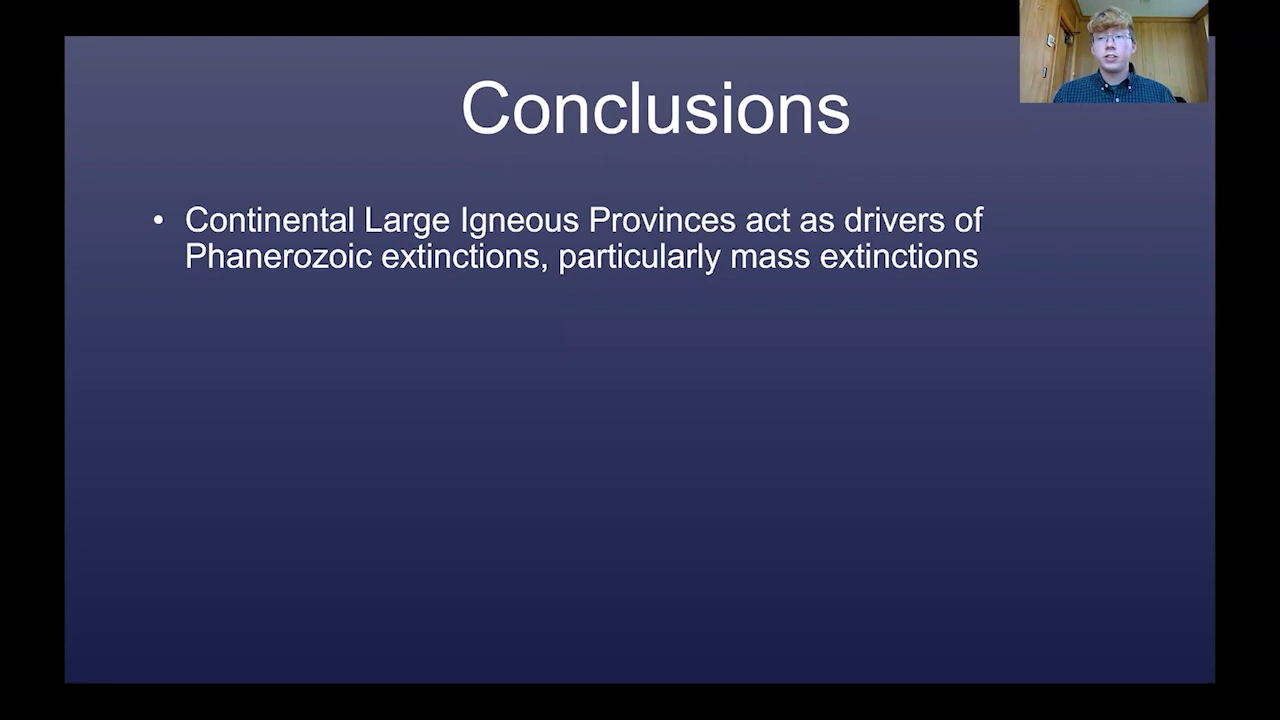 Conclusions
• Continental Large Igneous Provinces act as drivers of
Phanerozoic extinctions, particularly mass extinctions